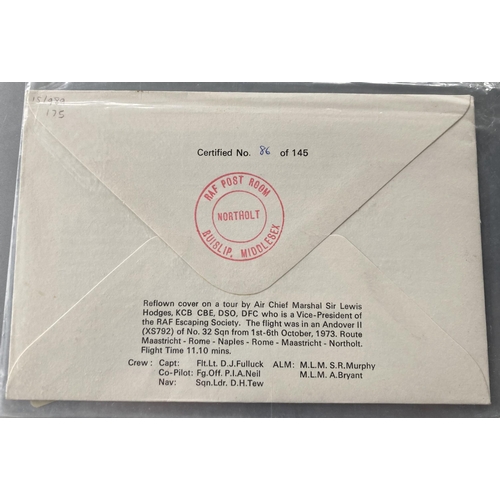 15/999
175
Certified No. 86 of 145
RAF POST ROOM
NORTHOLT
BUISLIP, MIDDLESEX
Reflown cover on a tour by Air Chief Marshal Sir Lewis
Hodges, KCB CBE, DSO, DFC who is a Vice-President of
the RAF Escaping Society. The flight was in an Andover II
(XS792) of No. 32 Sqn from 1st-6th October, 1973. Route
Maastricht - Rome - Naples - Rome - Maastricht - Northolt.
Flight Time 11.10 mins.
Crew: Capt: Flt.Lt. D.J.Fulluck ALM: M.L.M. S.R.Murphy
Co-Pilot: Fg.Off. P.I.A.Neil M.L.M. A.Bryant
Nav: Sqn.Ldr. D.H.Tew